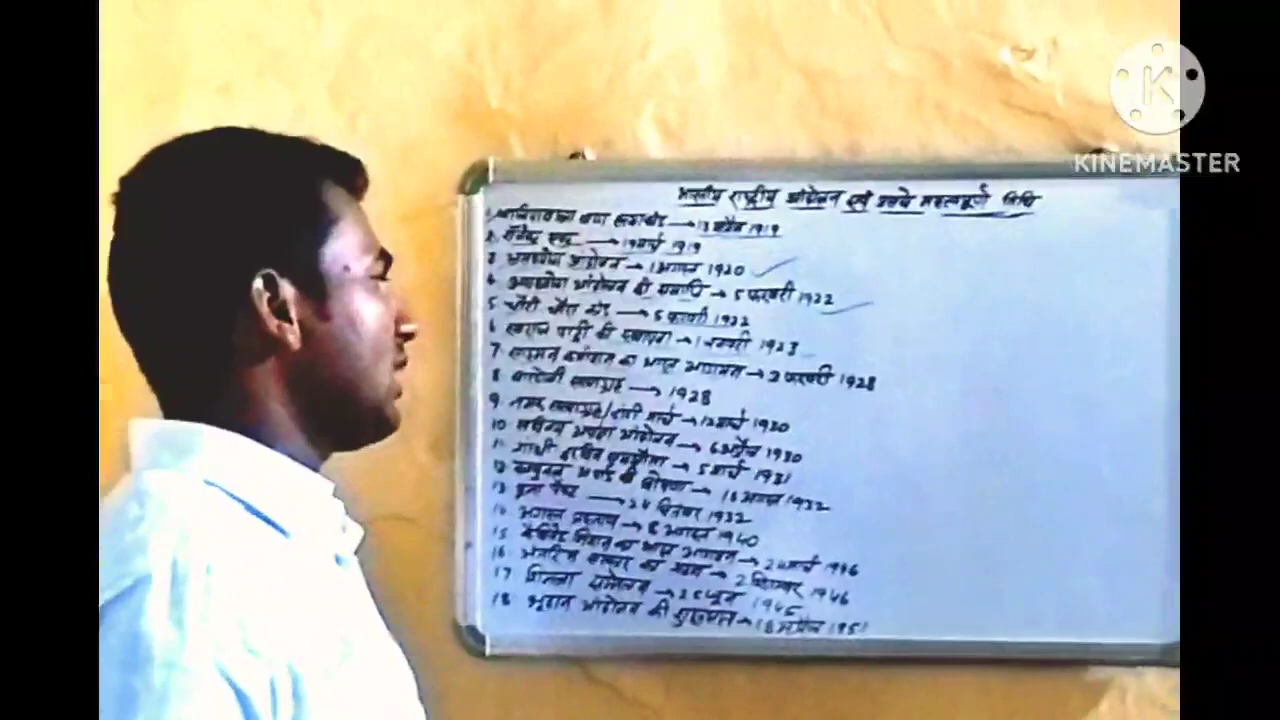 भारतीय राष्ट्रीय आंदोलन एवं उनके महत्वपूर्ण तिथि
KINEMASTER
1. जालियावाला बाग हत्याकांड → 13 अप्रैल 1919
2. रॉलेक्ट एक्ट → 19 मार्च 1919
3 असहयोग आंदोलन → 1 अगस्त 1920
4 असहयोग आंदोलन की समाप्ति → 5 फरवरी 1922
5 चौरी चौरा कांड → 5 फरवरी 1922
6 स्वराज पार्टी की स्थापना → 1 जनवरी 1923
7 साइमन कमीशन का भारत आगमन → 3 फरवरी 1928
8 बारदोली सत्याग्रह → 1928
9 नमक सत्याग्रह/दांडी मार्च → 12 मार्च 1930
10 सविनय अवज्ञा आंदोलन → 6 अप्रैल 1930
11 गांधी इरविन समझौता → 5 मार्च 1931
12 कम्युनल अवार्ड की घोषणा → 16 अगस्त 1932
13 पूना पैक्ट → 24 सितंबर 1932
14 अगस्त प्रस्ताव → 8 अगस्त 1940
15 कैबिनेट मिशन का भारत आगमन → 24 मार्च 1946
16 अंतरिम सरकार का गठन → 2 सितम्बर 1946
17 शिमला सम्मेलन → 25 जून 1945
18 भूदान आंदोलन की शुरुआत → 18 अप्रैल 1951